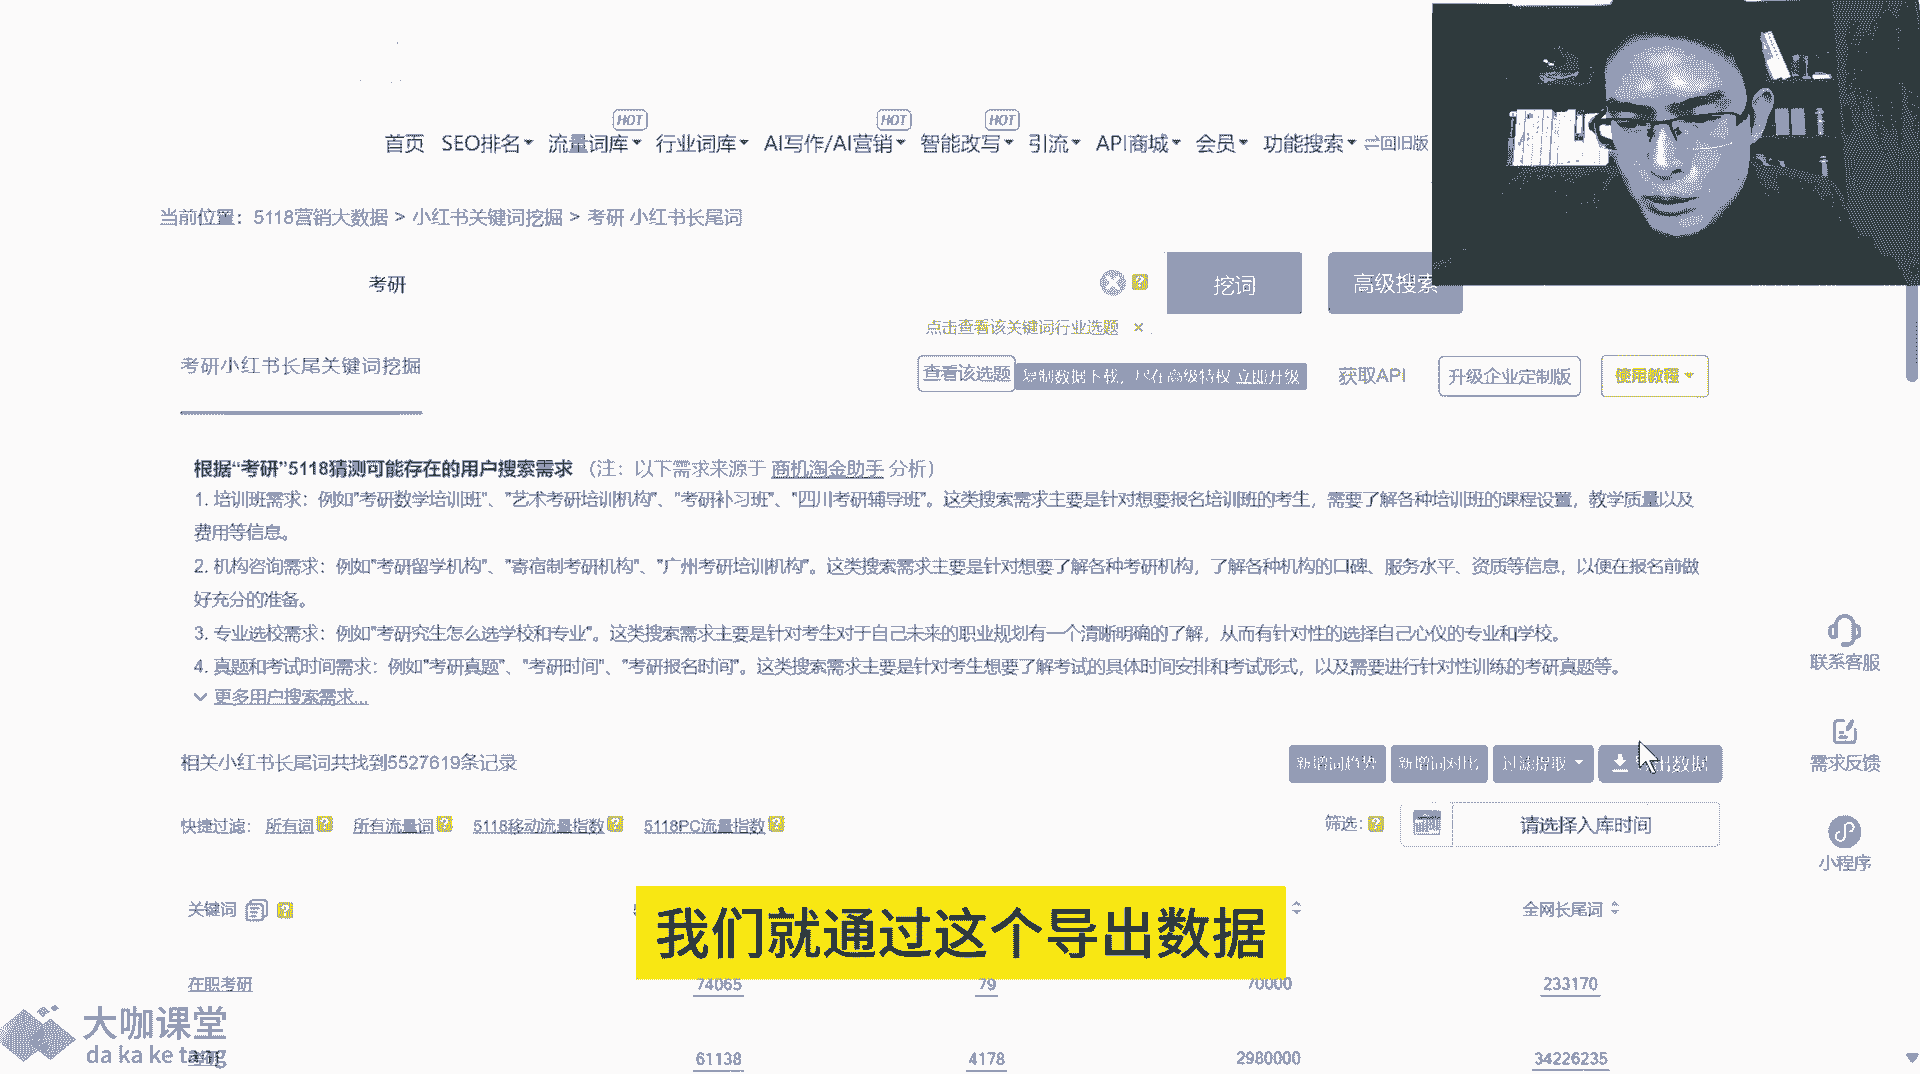 HOT HOT HOT
首页 SEO排名 流量词库 行业词库 AI写作/AI营销 智能改写 引流 API商城 会员 功能搜索 回旧版
当前位置：5118营销大数据 > 小红书关键词挖掘 > 考研 小红书长尾词
考研 挖词 高级搜索
点击查看该关键词行业选题 ×
考研小红书长尾关键词挖掘
查看该选题 复制数据下载，尽在高级特权 立即升级 获取API 升级企业定制版 使用教程
根据“考研”5118猜测可能存在的用户搜索需求 （注：以下需求来源于 商机淘金助手 分析）
1. 培训班需求：例如"考研数学培训班"、"艺术考研培训机构"、"考研补习班"、"四川考研辅导班"。这类搜索需求主要是针对想要报名培训班的考生，需要了解各种培训班的课程设置，教学质量以及
费用等信息。
2. 机构咨询需求：例如"考研留学机构"、"寄宿制考研机构"、"广州考研培训机构"。这类搜索需求主要是针对想要了解各种考研机构，了解各种机构的口碑、服务水平、资质等信息，以便在报名前做
好充分的准备。
3. 专业选校需求：例如"考研究生怎么选学校和专业"。这类搜索需求主要是针对考生对于自己未来的职业规划有一个清晰明确的了解，从而有针对性的选择自己心仪的专业和学校。
4. 真题和考试时间需求：例如"考研真题"、"考研时间"、"考研报名时间"。这类搜索需求主要是针对考生想要了解考试的具体时间安排和考试形式，以及需要进行针对性训练的考研真题等。
更多用户搜索需求...
联系客服
相关小红书长尾词共找到5527619条记录 新增词趋势 新增词对比 过滤提取 出数据
需求反馈
快捷过滤： 所有词 所有流量词 5118移动流量指数 5118PC流量指数 筛选： 请选择入库时间
小程序
关键词 全网长尾词
我们就通过这个导出数据
在职考研 74065 79 70000 233170
大咖课堂
da ka ke tang
61138 4178 2980000 34226235